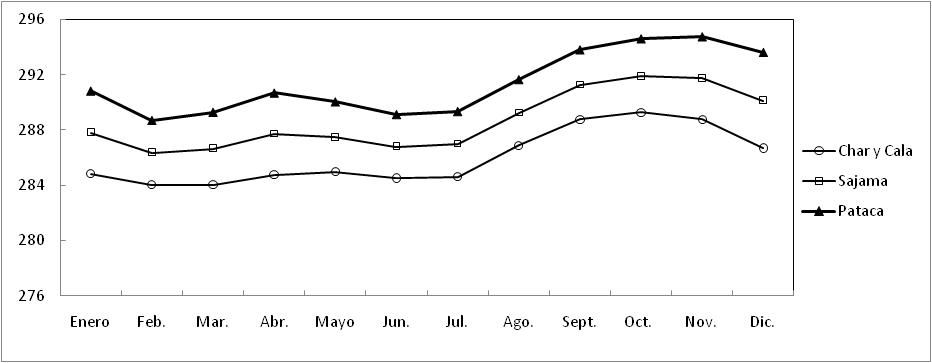 296
292
288
284
280
276
Enero Feb. Mar. Abr. Mayo Jun. Jul. Ago. Sept. Oct. Nov. Dic.
Char y Cala
Sajama
Pataca